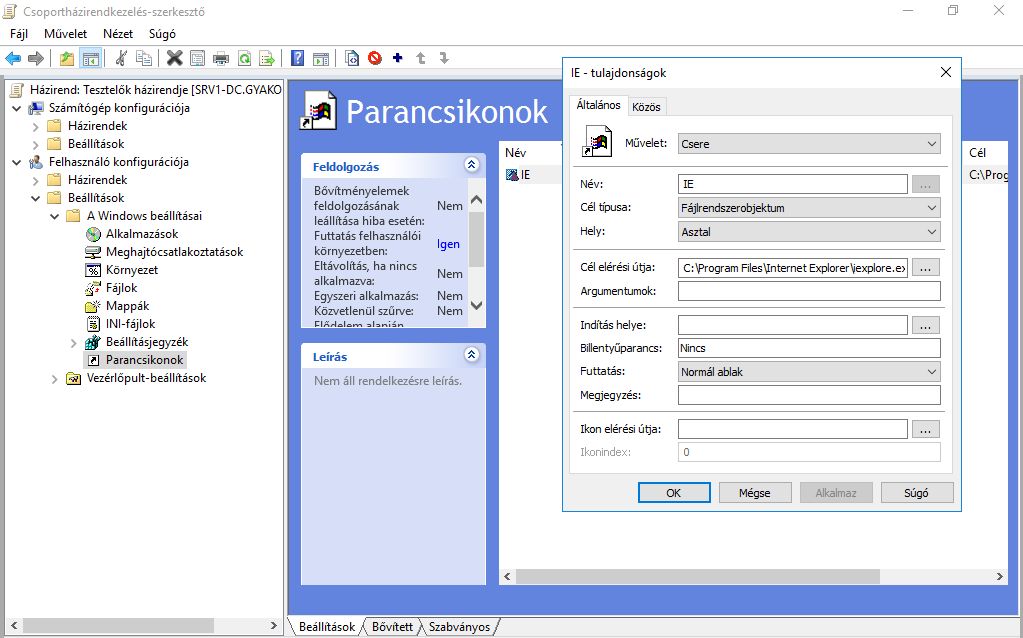 Csoportházirendkezelés-szerkesztő
Fájl Művelet Nézet Súgó
Házirend: Tesztelők házirendje [SRV1-DC.GYAKO
Számítógép konfigurációja
Házirendek
Beállítások
Felhasználó konfigurációja
Házirendek
Beállítások
A Windows beállításai
Alkalmazások
Meghajtócsatlakoztatások
Környezet
Fájlok
Mappák
INI-fájlok
Beállításjegyzék
Parancsikonok
Vezérlőpult-beállítások
Parancsikonok
Feldolgozás
Bővítményelemek feldolgozásának leállítása hiba esetén: Nem
Futtatás felhasználói környezetben: Igen
Eltávolítás, ha nincs alkalmazva: Nem
Egyszeri alkalmazás: Nem
Közvetlenül szűrve: Nem
Elődelem alapján
Leírás
Nem áll rendelkezésre leírás.
Név Cél
IE C:\Prog
Beállítások Bővített Szabványos
IE - tulajdonságok
Általános Közös
Művelet: Csere
Név: IE ...
Cél típusa: Fájlrendszerobjektum
Hely: Asztal
Cél elérési útja: C:\Program Files\Internet Explorer\iexplore.ex ...
Argumentumok:
Indítás helye: ...
Billentyűparancs: Nincs
Futtatás: Normál ablak
Megjegyzés:
Ikon elérési útja: ...
Ikonindex: 0
OK Mégse Alkalmaz Súgó